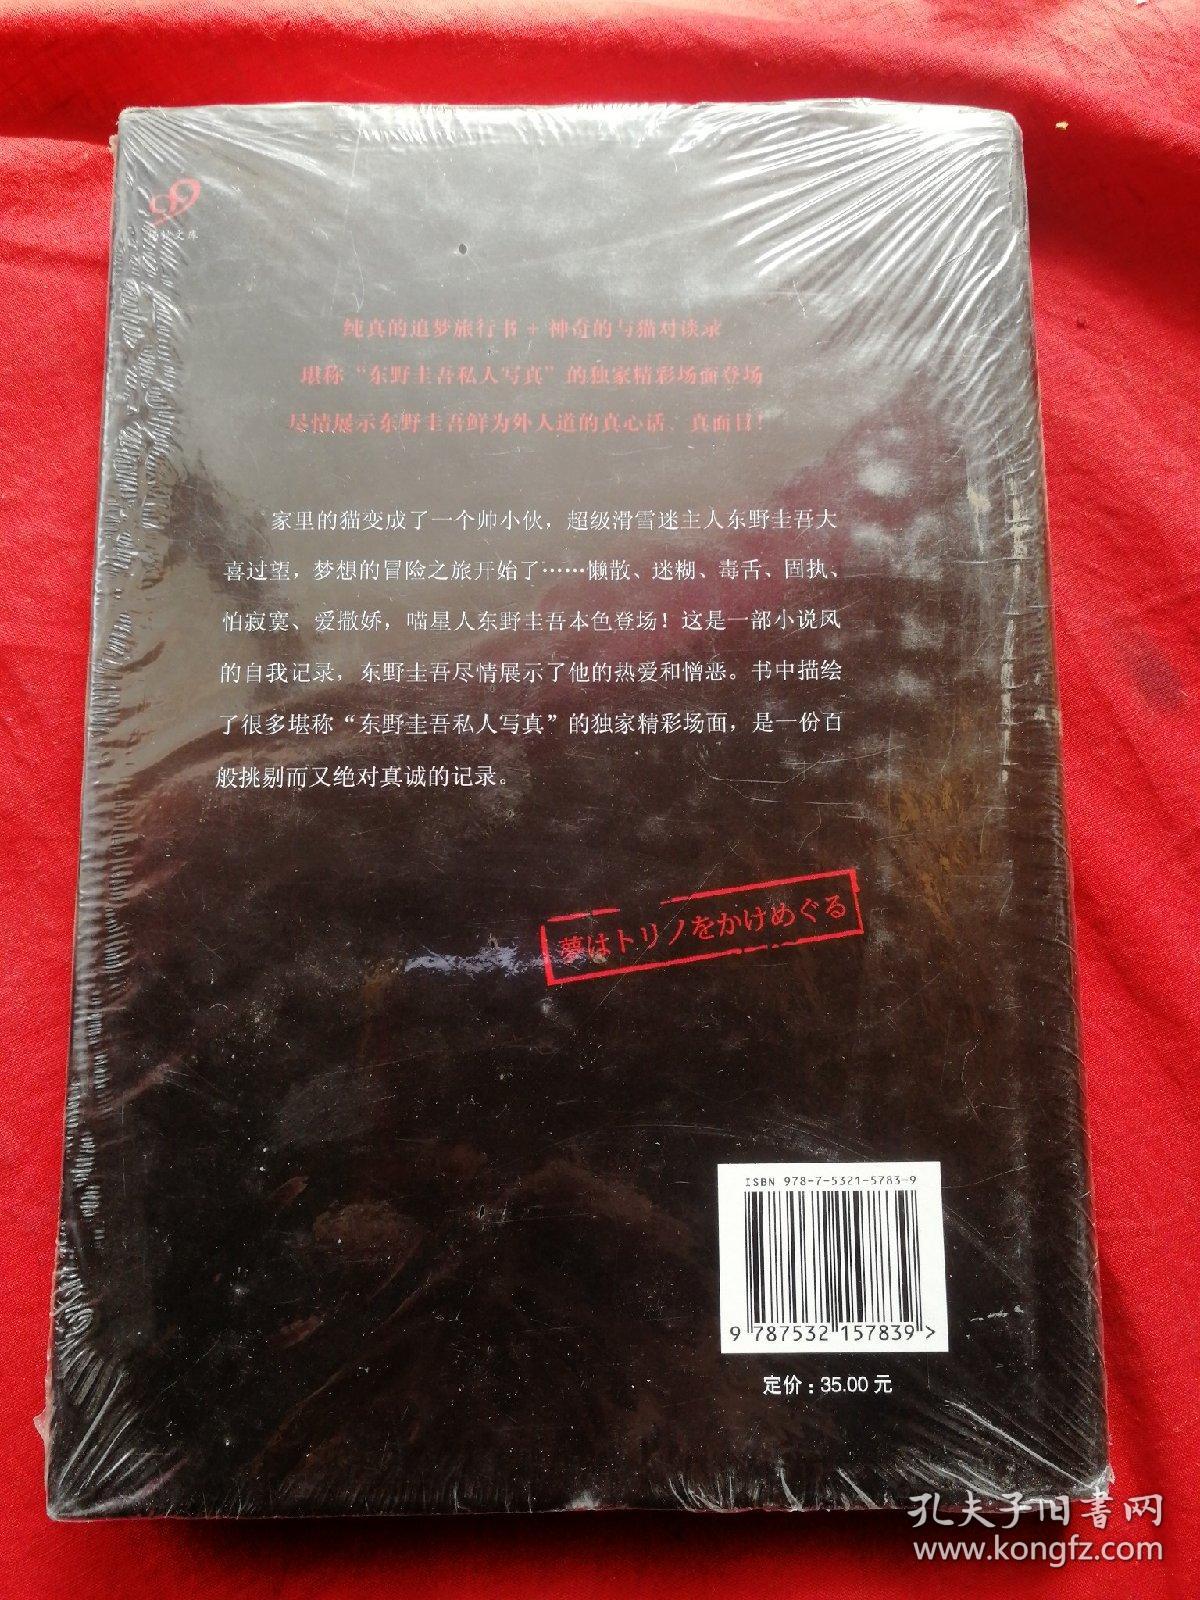 99
纯真的追梦旅行书 + 神奇的与猫对谈录
堪称“东野圭吾私人写真”的独家精彩场面登场
尽情展示东野圭吾鲜为外人道的真心话、真面目！
家里的猫变成了一个帅小伙，超级滑雪迷主人东野圭吾大
喜过望，梦想的冒险之旅开始了……懒散、迷糊、毒舌、固执、
怕寂寞、爱撒娇，喵星人东野圭吾本色登场！这是一部小说风
的自我记录，东野圭吾尽情展示了他的热爱和憎恶。书中描绘
了很多堪称“东野圭吾私人写真”的独家精彩场面，是一份百
般挑剔而又绝对真诚的记录。
夢はトリノをかけめぐる
ISBN 978-7-5321-5783-9
9 787532 157839 >
定价：35.00 元
孔夫子旧书网
www.kongfz.com